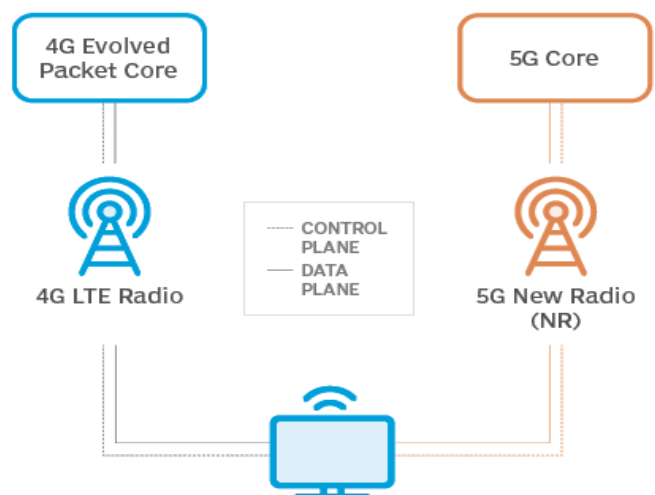 4G Evolved
Packet Core
5G Core
CONTROL
PLANE
DATA
PLANE
4G LTE Radio
5G New Radio
(NR)